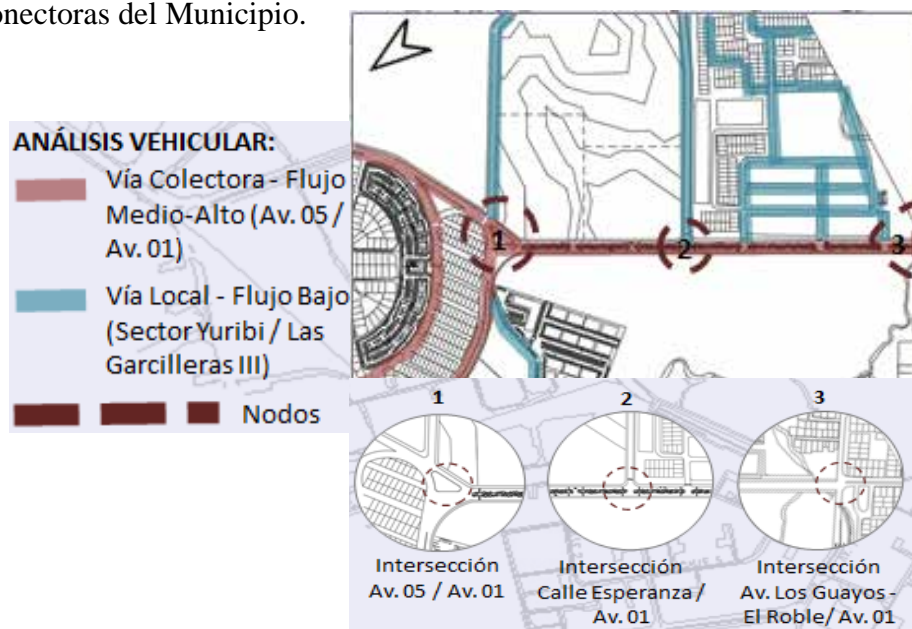 onectoras del Municipio.
ANÁLISIS VEHICULAR:
Vía Colectora - Flujo
Medio-Alto (Av. 05 /
Av. 01)
Vía Local - Flujo Bajo
(Sector Yuribi / Las
Garcilleras III)
Nodos
1
2
3
1
2
3
Intersección
Av. 05 / Av. 01
Intersección
Calle Esperanza /
Av. 01
Intersección
Av. Los Guayos -
El Roble/ Av. 01